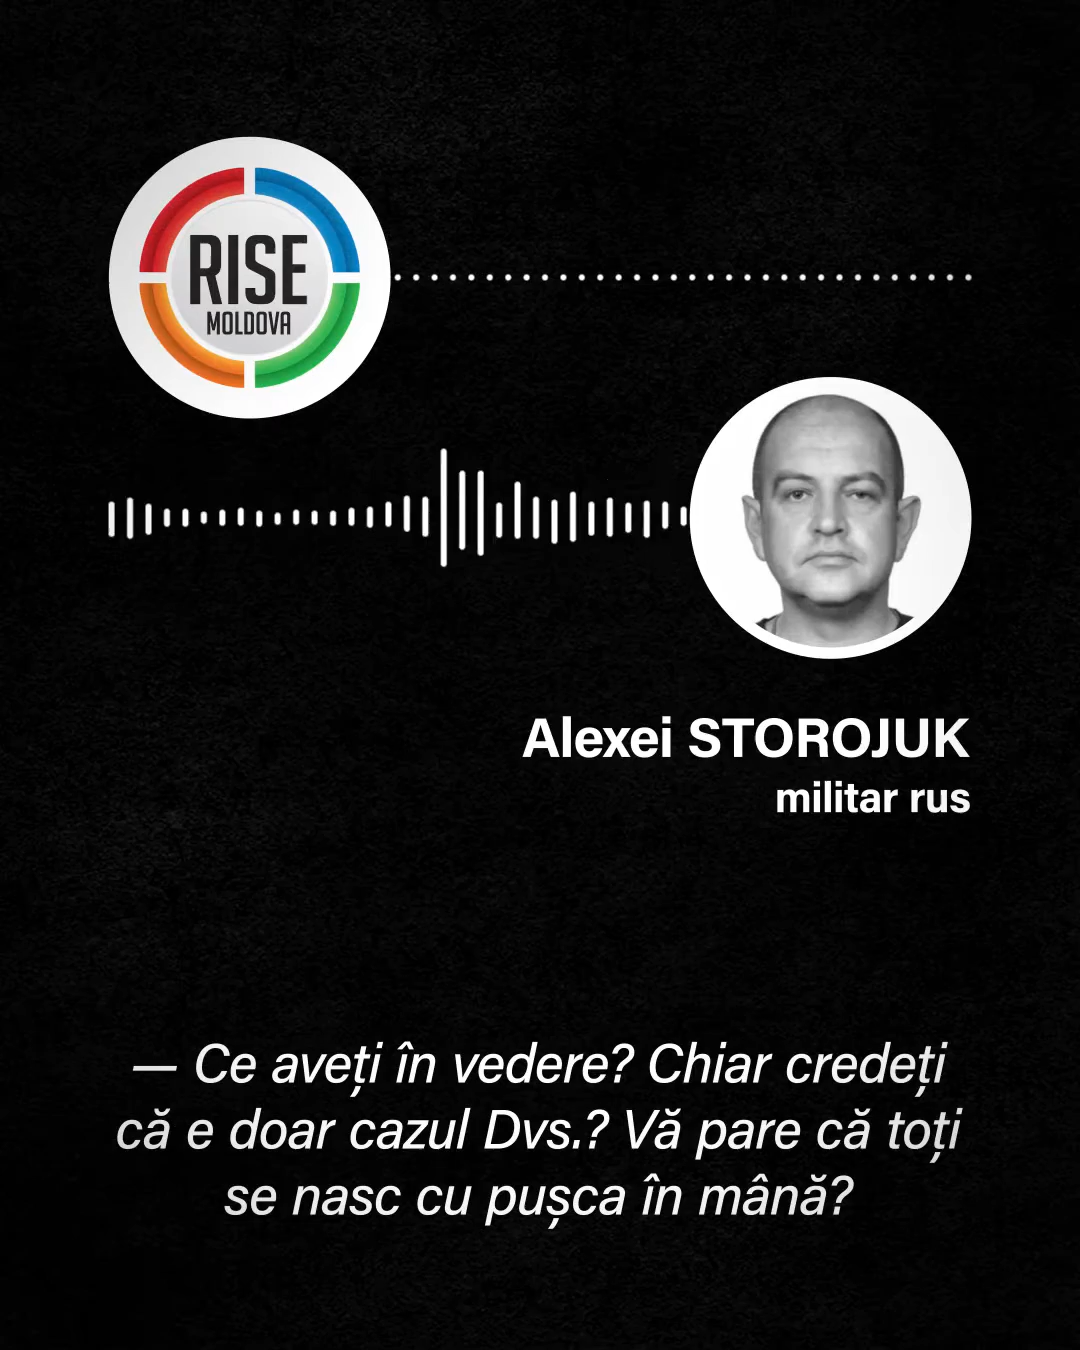 RISE
MOLDOVA
Alexei STOROJUK
militar rus
— Ce aveți în vedere? Chiar credeți
că e doar cazul Dvs.? Vă pare că toți
se nasc cu pușca în mână?